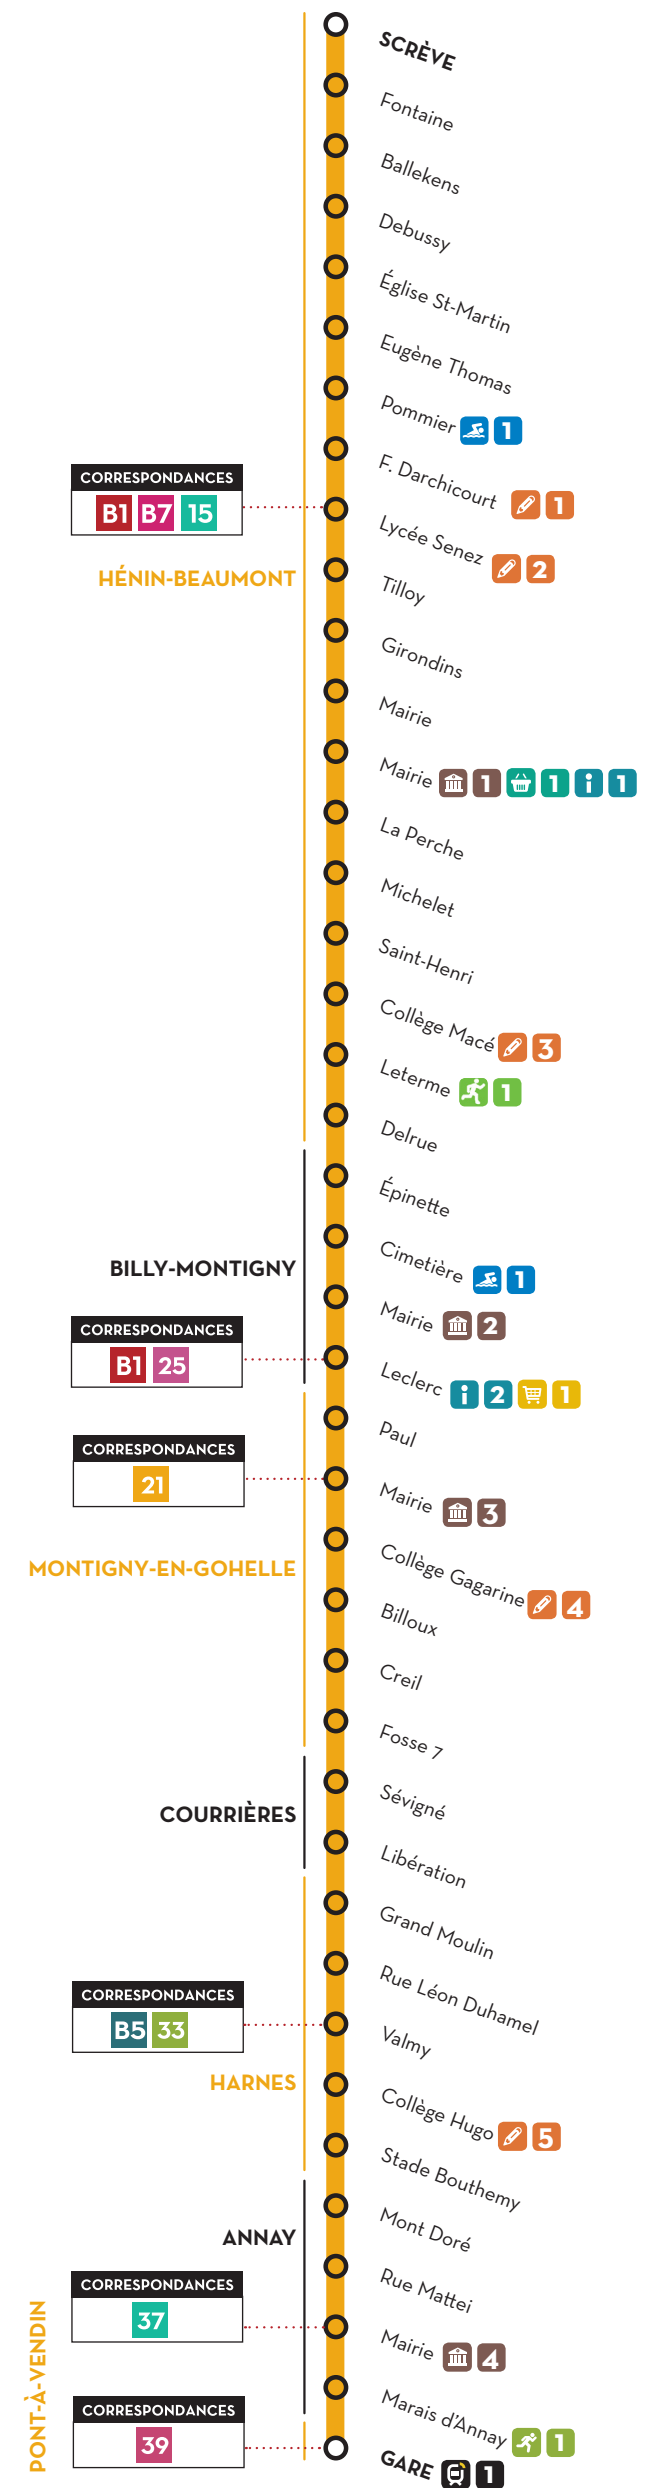 SCRÈVE
Fontaine
Ballekens
Debussy
Église St-Martin
Eugène Thomas
Pommier 1
F. Darchicourt 1
CORRESPONDANCES
B1 B7 15
Lycée Senez 2
HÉNIN-BEAUMONT
Tilloy
Girondins
Mairie
Mairie 1 1 i 1
La Perche
Michelet
Saint-Henri
Collège Macé 3
Leterme 1
Delrue
Épinette
Cimetière 1
BILLY-MONTIGNY
Mairie 2
CORRESPONDANCES
B1 25
Leclerc i 2 1
Paul
CORRESPONDANCES
21
Mairie 3
MONTIGNY-EN-GOHELLE
Collège Gagarine 4
Billoux
Creil
Fosse 7
Sévigné
COURRIÈRES
Libération
Grand Moulin
Rue Léon Duhamel
CORRESPONDANCES
B5 33
Valmy
HARNES
Collège Hugo 5
Stade Bouthemy
Mont Doré
ANNAY
Rue Mattei
CORRESPONDANCES
37
Mairie 4
Marais d'Annay 1
PONT-À-VENDIN
CORRESPONDANCES
39
GARE 1